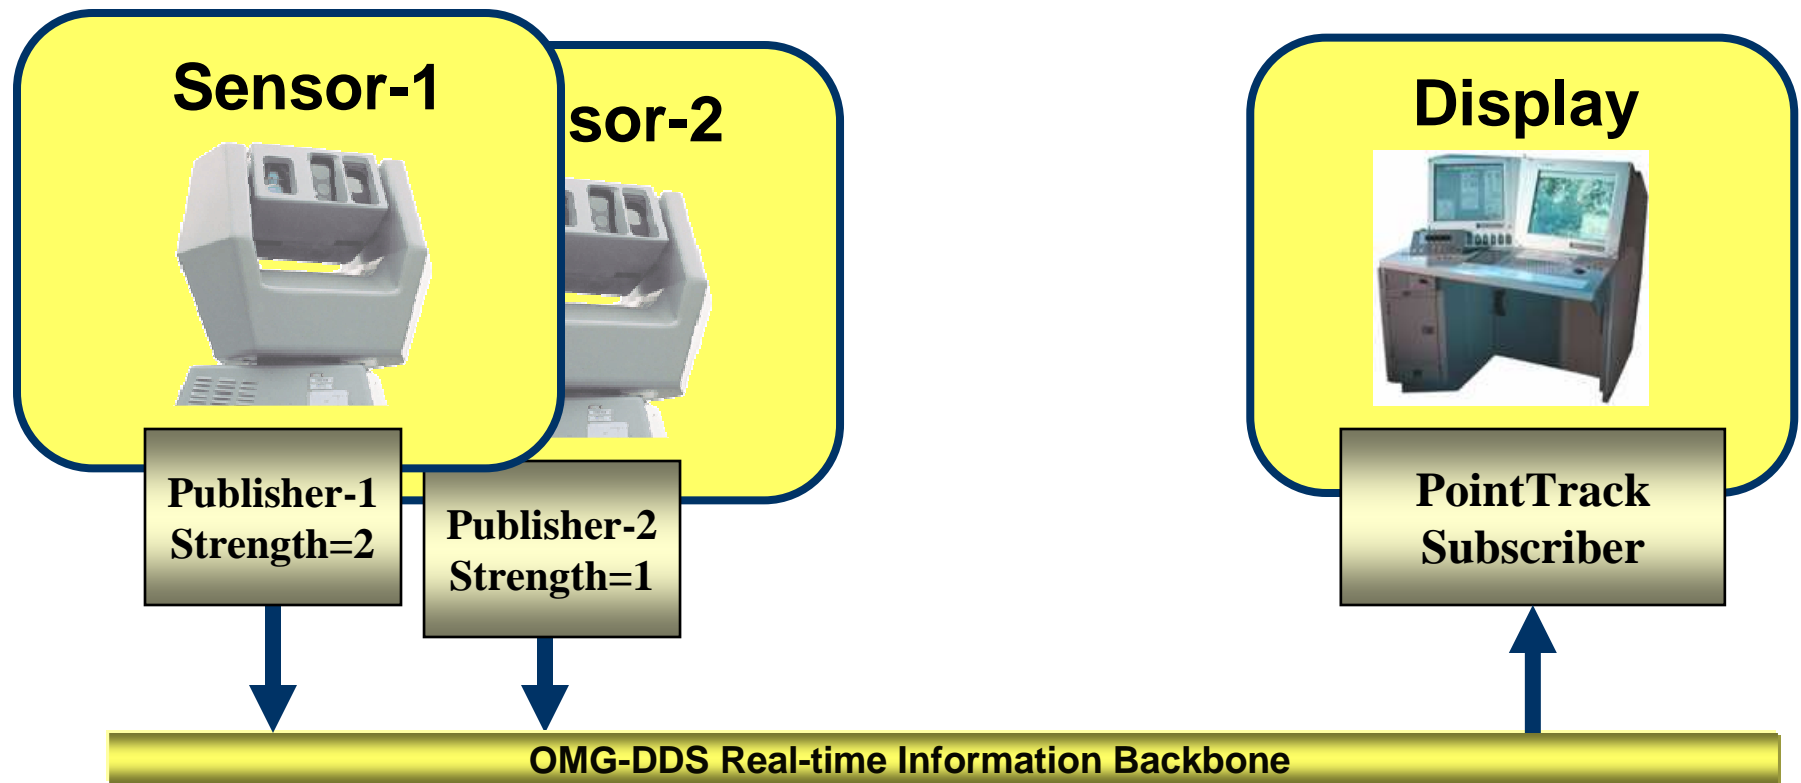 Sensor-1
sor-2
Display
Publisher-1
Strength=2
Publisher-2
Strength=1
PointTrack
Subscriber
OMG-DDS Real-time Information Backbone